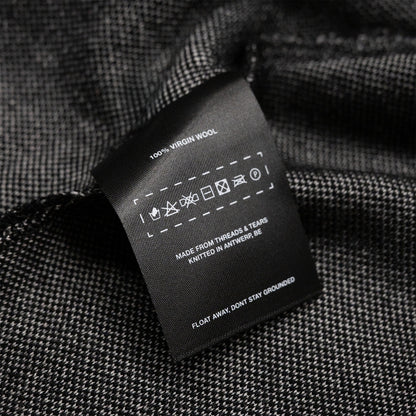 100% VIRGIN WOOL
MADE FROM THREADS & TEARS
KNITTED IN ANTWERP, BE
FLOAT AWAY, DONT STAY GROUNDED